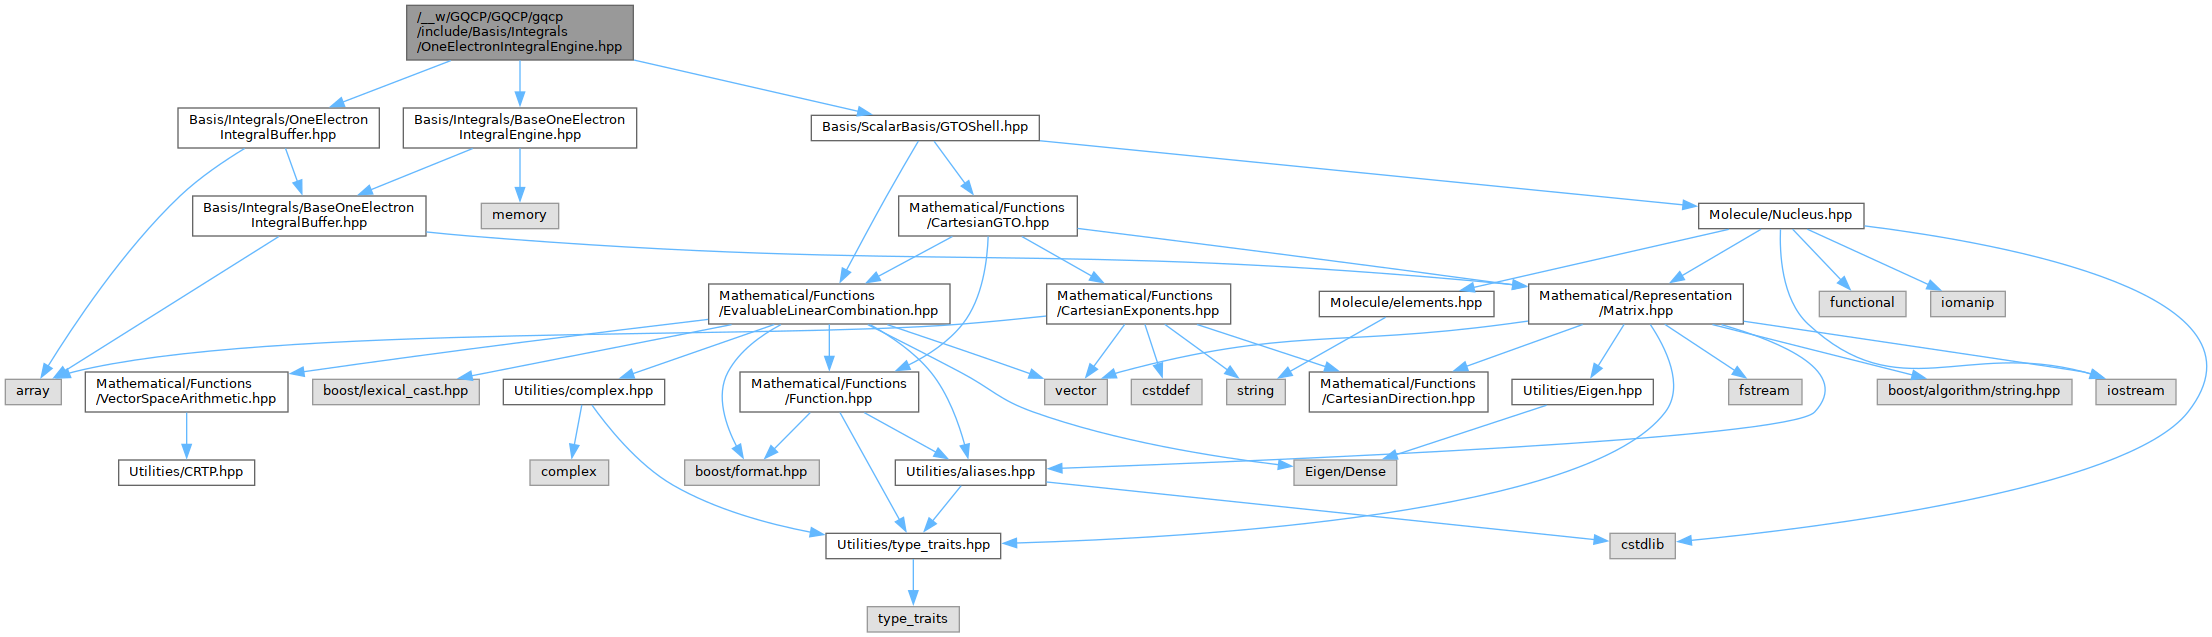 /__w/GQCP/GQCP/gqcp
/include/Basis/Integrals
/OneElectronIntegralEngine.hpp
Basis/Integrals/OneElectron
IntegralBuffer.hpp
Basis/Integrals/BaseOneElectron
IntegralEngine.hpp
Basis/ScalarBasis/GTOShell.hpp
Basis/Integrals/BaseOneElectron
IntegralBuffer.hpp
memory
Mathematical/Functions
/CartesianGTO.hpp
Molecule/Nucleus.hpp
Mathematical/Functions
/EvaluableLinearCombination.hpp
Mathematical/Functions
/CartesianExponents.hpp
Molecule/elements.hpp
Mathematical/Representation
/Matrix.hpp
functional
iomanip
array
Mathematical/Functions
/VectorSpaceArithmetic.hpp
boost/lexical_cast.hpp
Utilities/complex.hpp
Mathematical/Functions
/Function.hpp
vector
cstddef
string
Mathematical/Functions
/CartesianDirection.hpp
Utilities/Eigen.hpp
fstream
boost/algorithm/string.hpp
iostream
Utilities/CRTP.hpp
complex
boost/format.hpp
Utilities/aliases.hpp
Eigen/Dense
Utilities/type_traits.hpp
cstdlib
type_traits